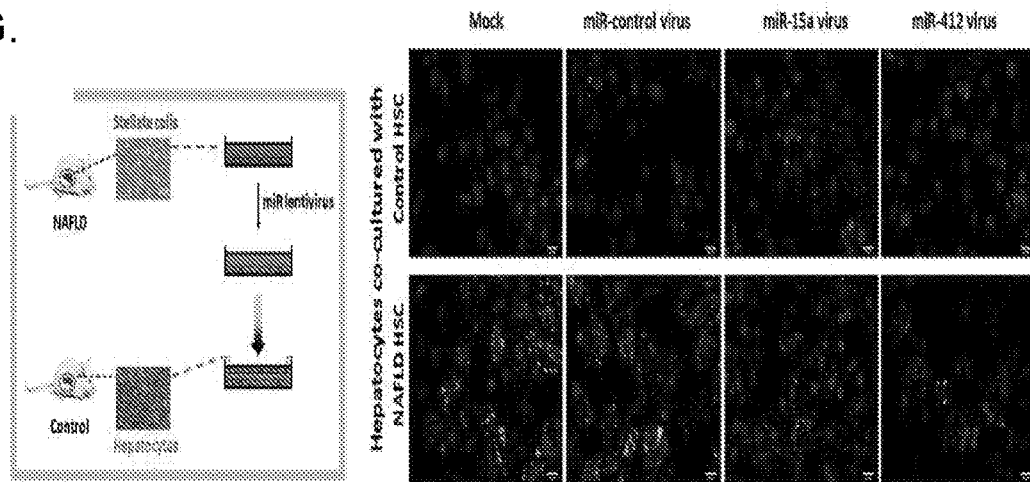 G.
Stellate cells
NAFLD
miR lentivirus
Control
Hepatocytes
Mock
miR-control virus
miR-15a virus
miR-412 virus
Hepatocytes co-cultured with
Control HSC
NAFLD HSC